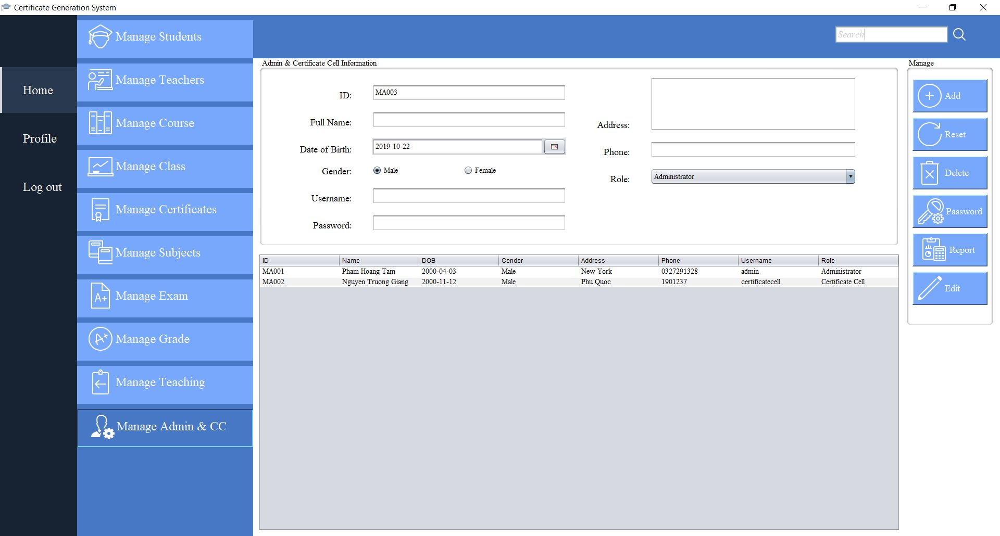 Certificate Generation System
Home
Profile
Log out
Manage Students
Manage Teachers
Manage Course
Manage Class
Manage Certificates
Manage Subjects
A+
Manage Exam
A+
Manage Grade
Manage Teaching
Manage Admin & CC
Search
Admin & Certificate Cell Information
ID: MA003
Full Name:
Date of Birth: 2019-10-22
Gender: Male Female
Username:
Password:
Address:
Phone:
Role: Administrator
Manage
Add
Reset
Delete
Password
Report
Edit
ID Name DOB Gender Address Phone Username Role
MA001 Pham Hoang Tam 2000-04-03 Male New York 0327291328 admin Administrator
MA002 Nguyen Truong Giang 2000-11-12 Male Phu Quoc 1901237 certificatecell Certificate Cell